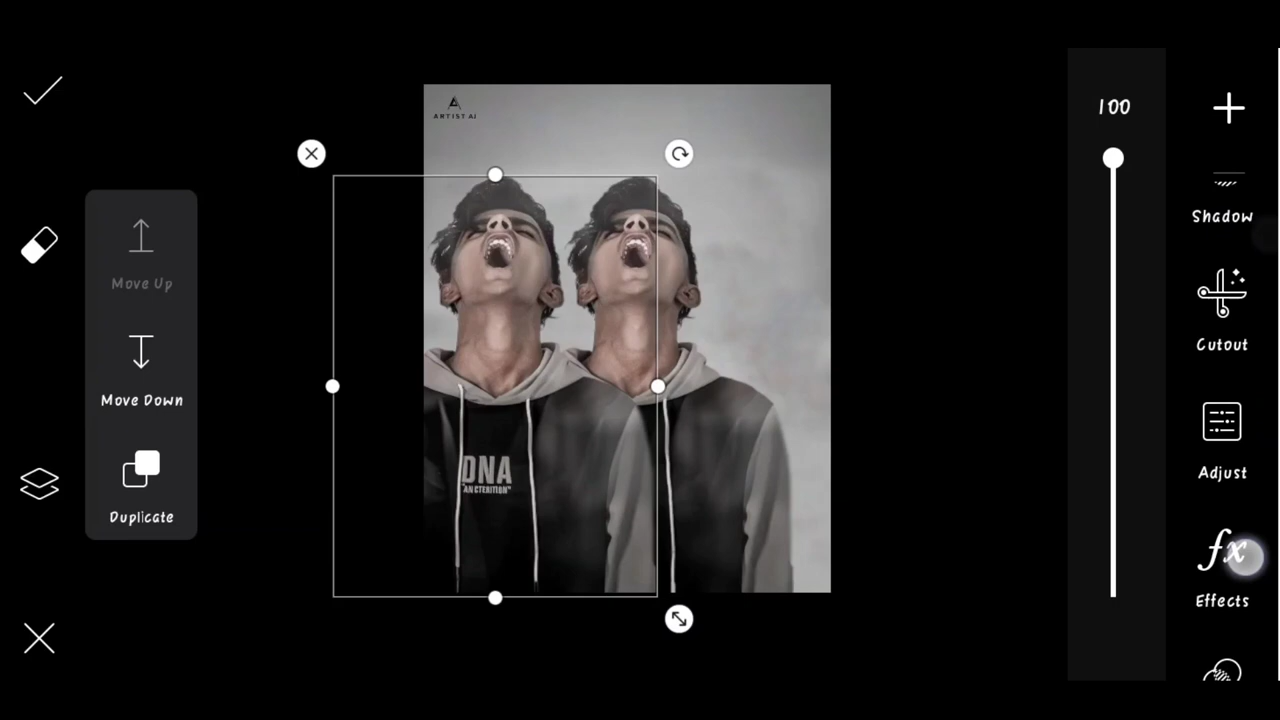 100
ARTIST Ai
Shadow
Move Up
Cutout
Move Down
DNA
Adjust
Duplicate
Effects